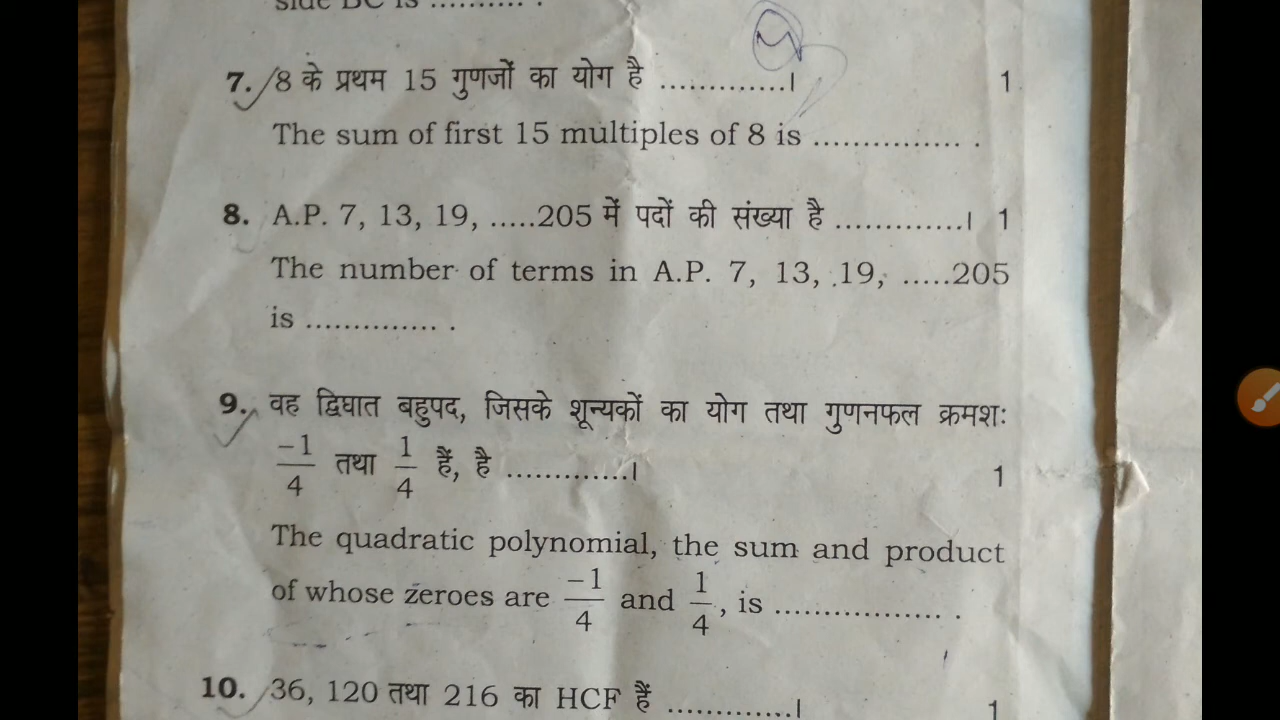 side BC is .......... .
7. 8 के प्रथम 15 गुणजों का योग है .............। 1
The sum of first 15 multiples of 8 is ............... .
8. A.P. 7, 13, 19, .....205 में पदों की संख्या है .............। 1
The number of terms in A.P. 7, 13, 19, .....205
is .............. .
9. वह द्विघात बहुपद, जिसके शून्यकों का योग तथा गुणनफल क्रमशः
-1/4 तथा 1/4 हैं, है .............। 1
The quadratic polynomial, the sum and product
of whose zeroes are -1/4 and 1/4, is .................. .
10. 36, 120 तथा 216 का HCF हैं .............। 1